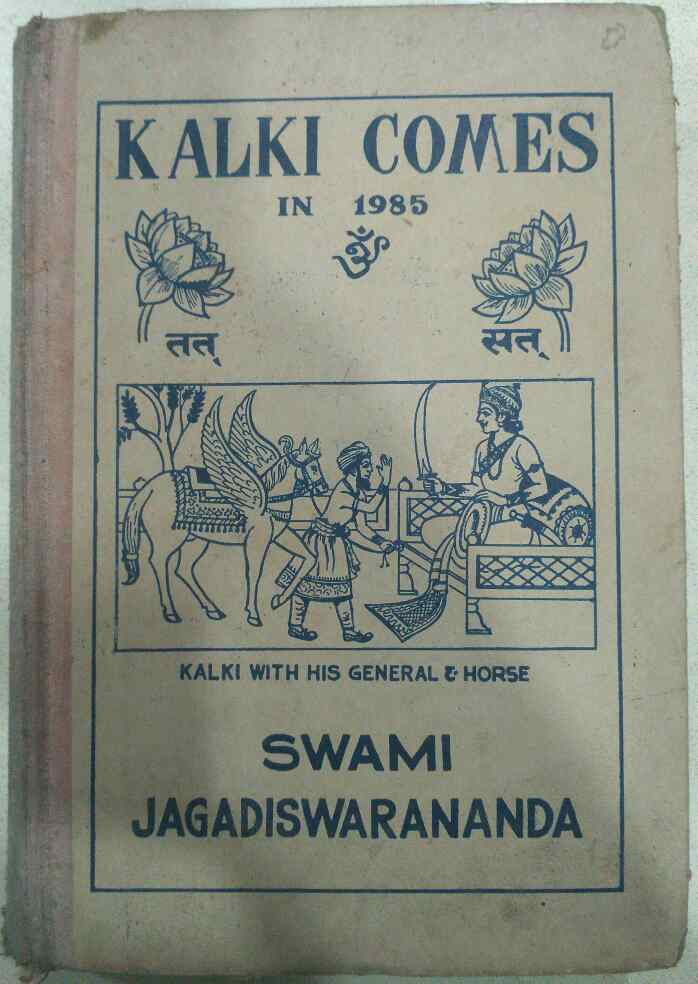 KALKI COMES
IN 1985
ॐ
तत् सत्
KALKI WITH HIS GENERAL & HORSE
SWAMI
JAGADISWARANANDA